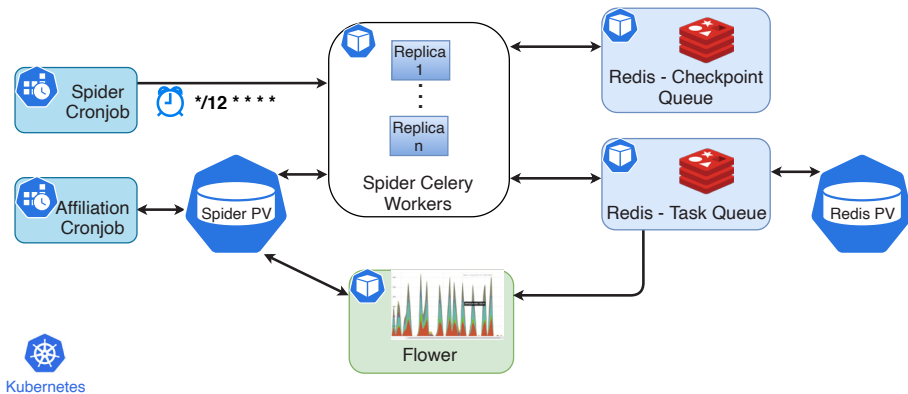 Spider
Cronjob
*/12 * * * *
Replica
1
Replica
n
Spider Celery
Workers
Redis - Checkpoint
Queue
Affiliation
Cronjob
Spider PV
Redis - Task Queue
Redis PV
Flower
Kubernetes